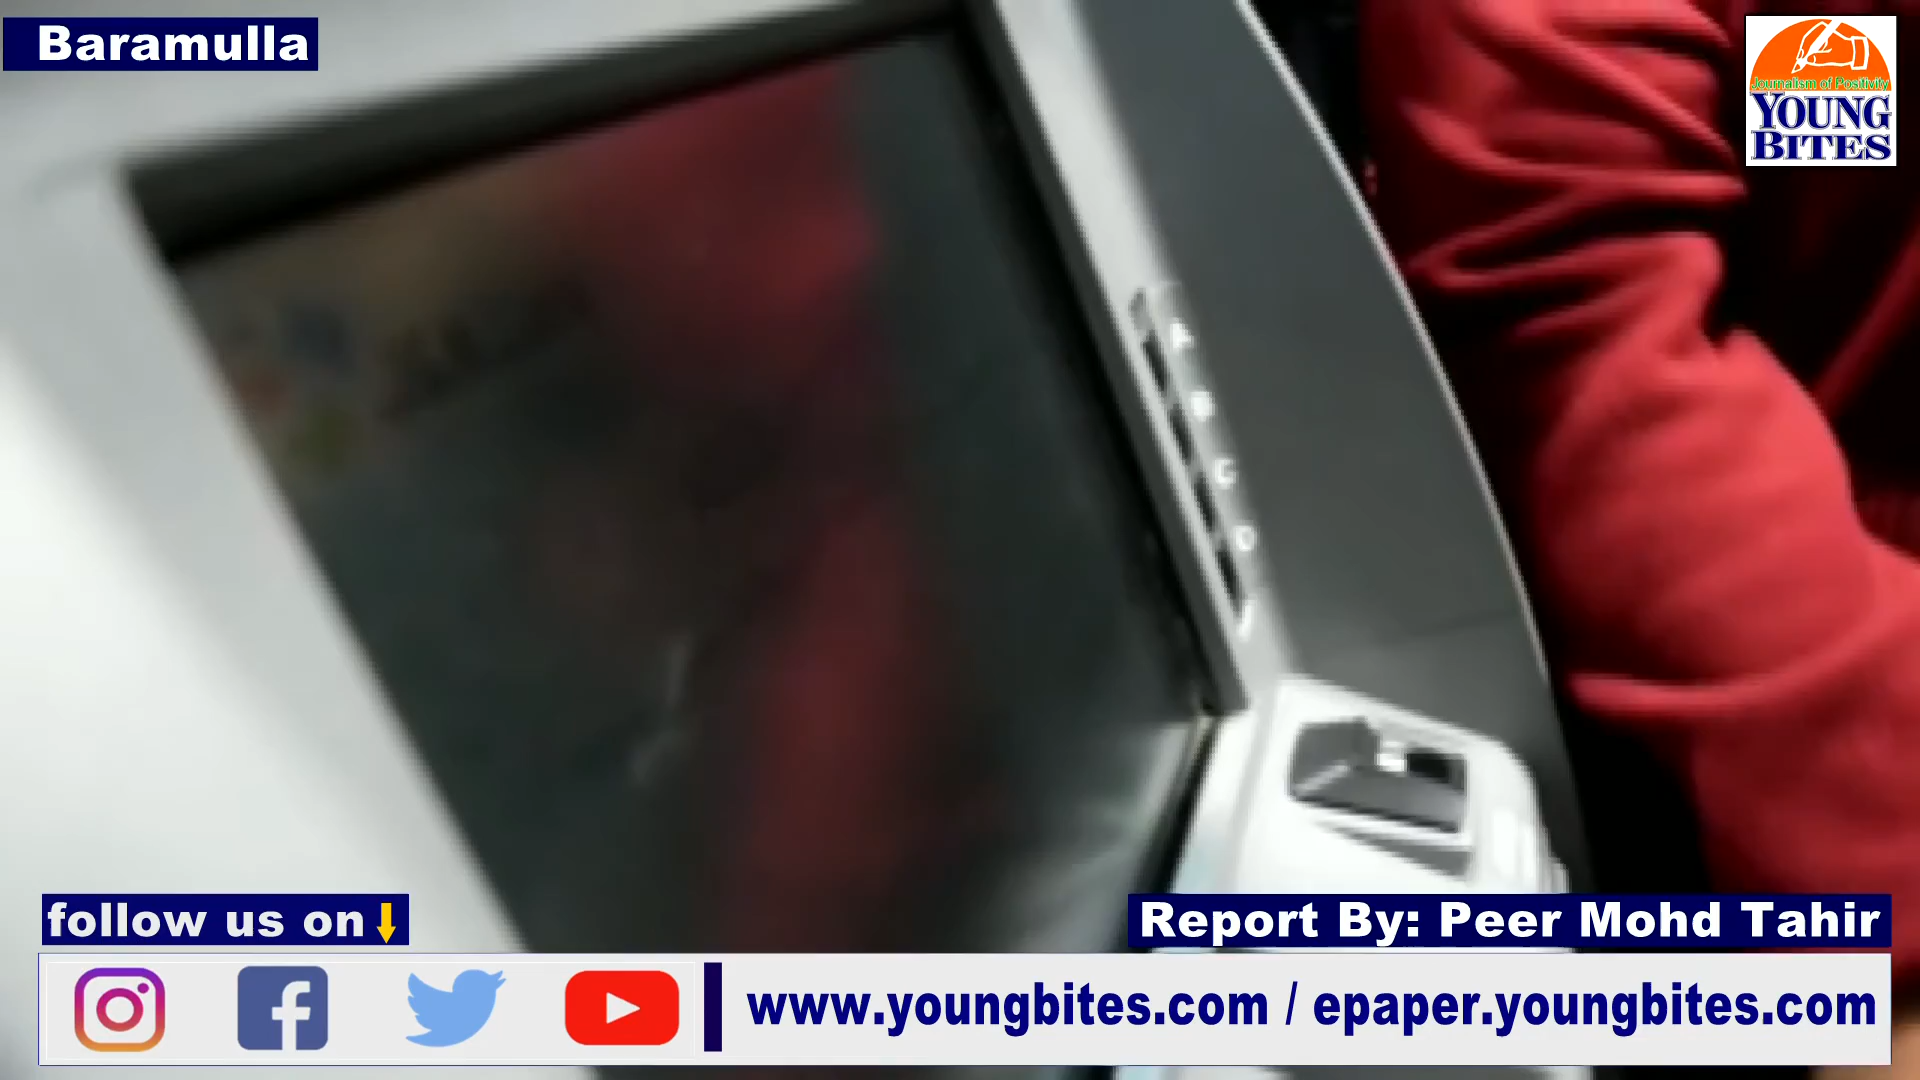 Baramulla
Journalism of Positivity
YOUNG
BITES
A
B
C
D
follow us on
Report By: Peer Mohd Tahir
www.youngbites.com / epaper.youngbites.com